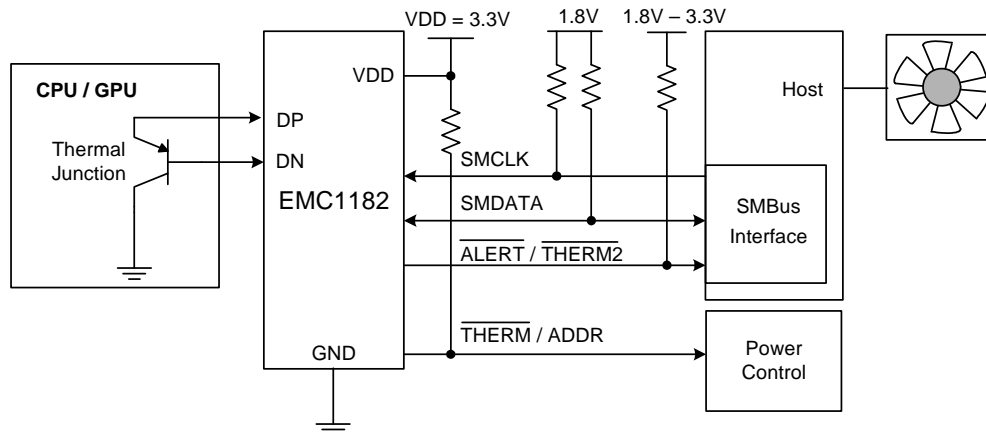 VDD = 3.3V
1.8V
1.8V – 3.3V
CPU / GPU
Thermal
Junction
VDD
DP
DN
EMC1182
GND
SMCLK
SMDATA
ALERT / THERM2
THERM / ADDR
Host
SMBus
Interface
Power
Control